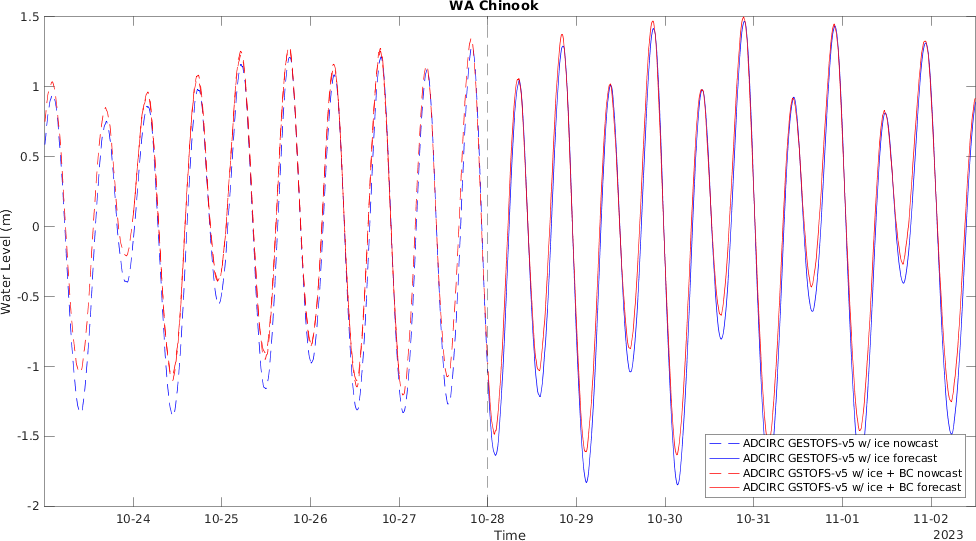 WA Chinook
1.5
1
0.5
0
-0.5
-1
-1.5
-2
Water Level (m)
10-24 10-25 10-26 10-27 10-28 10-29 10-30 10-31 11-01 11-02
Time
2023
ADCIRC GESTOFS-v5 w/ ice nowcast
ADCIRC GESTOFS-v5 w/ ice forecast
ADCIRC GSTOFS-v5 w/ ice + BC nowcast
ADCIRC GSTOFS-v5 w/ ice + BC forecast